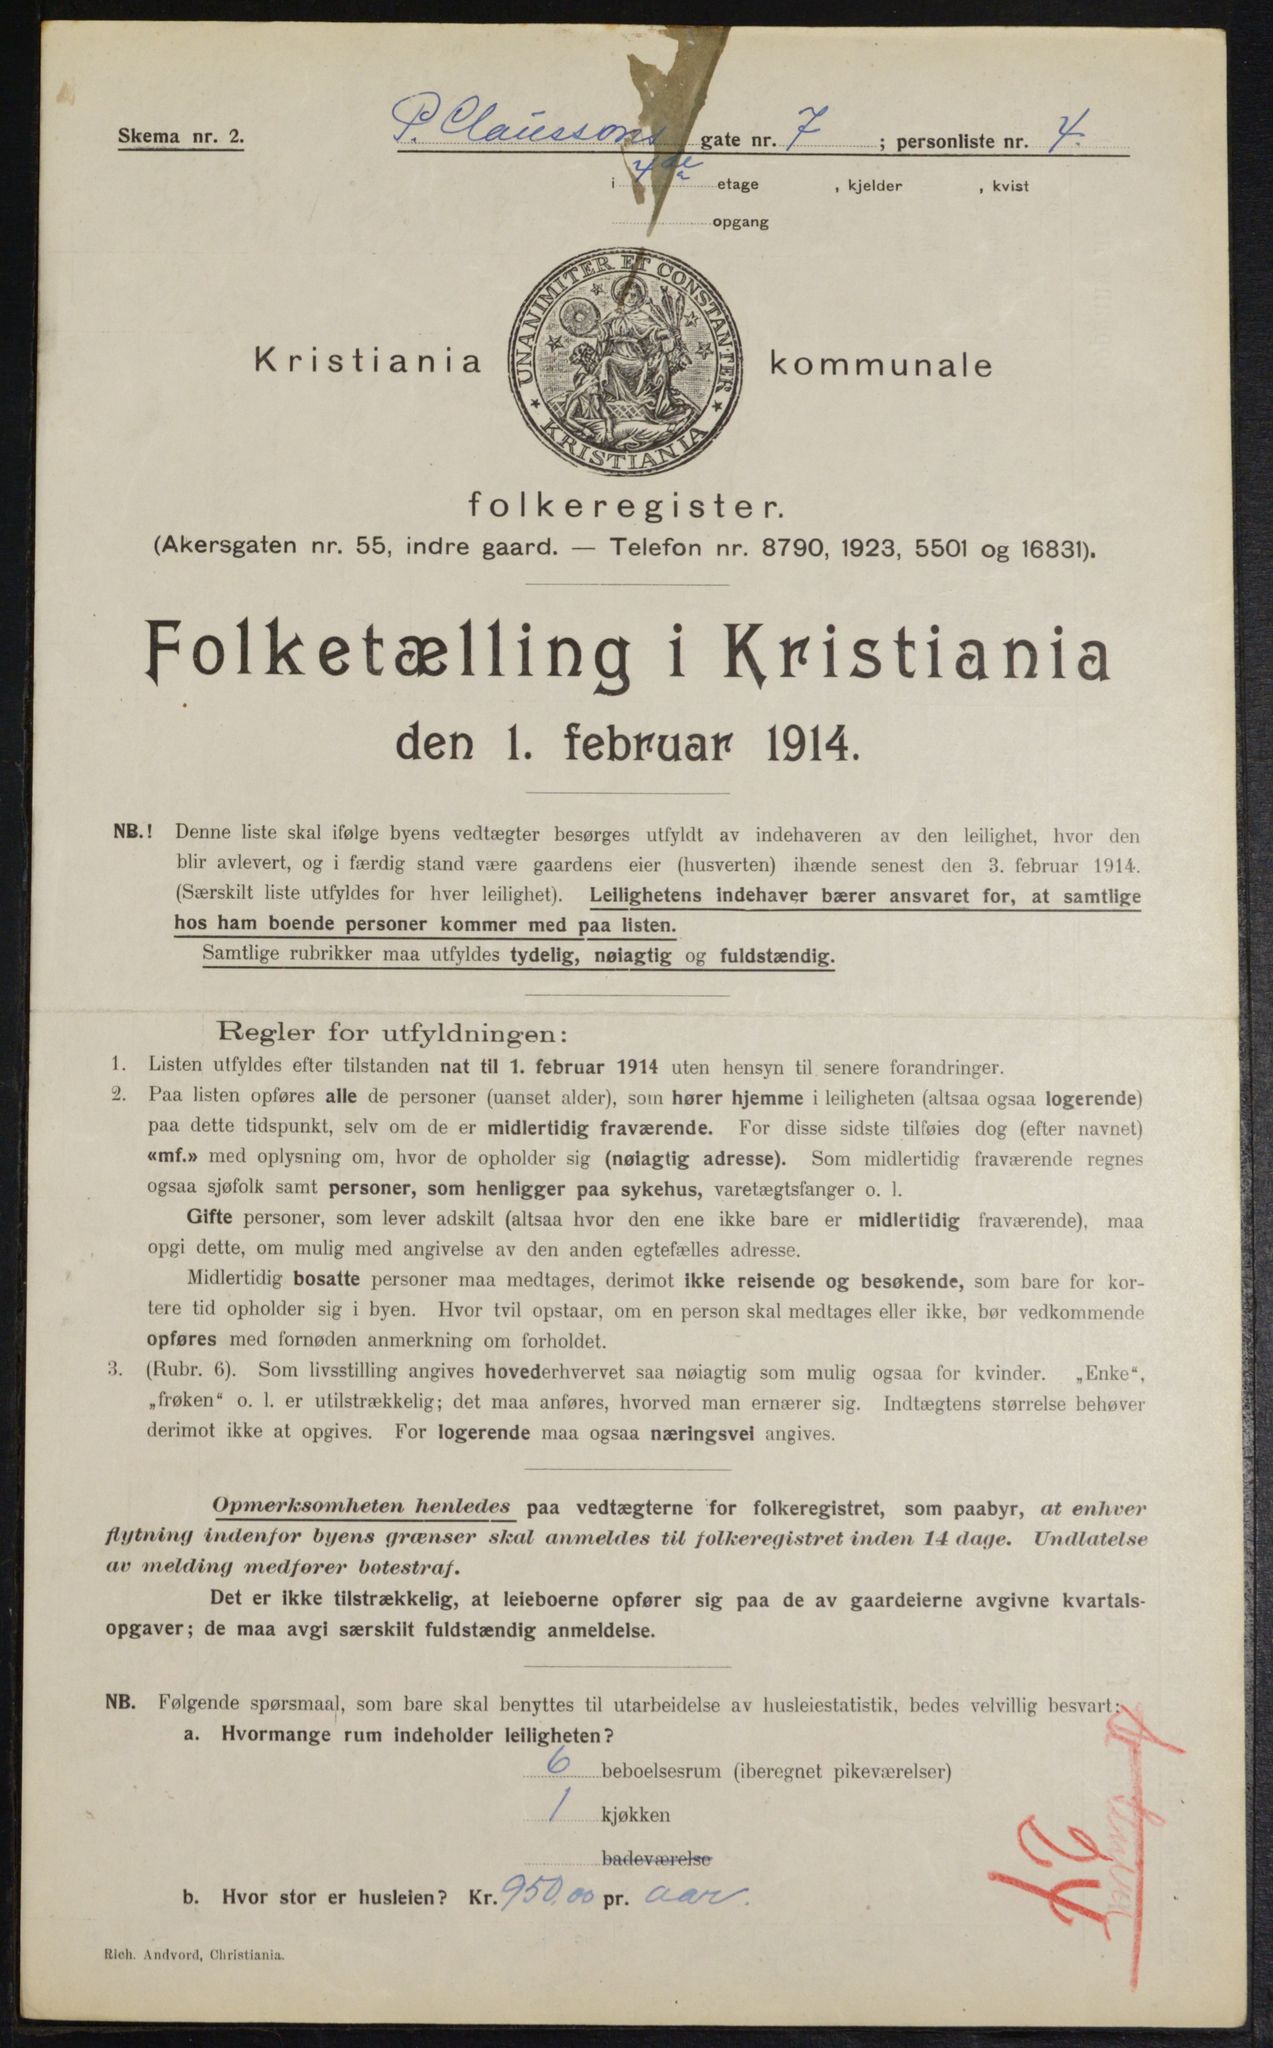 Skema nr. 2. P. Claussons gate nr. 7 ; personliste nr. 4.
i 4de etage , kjelder , kvist
opgang
UNANIMITER ET CONSTANTER
KRISTIANIA
Kristiania kommunale
folkeregister.
(Akersgaten nr. 55, indre gaard. — Telefon nr. 8790, 1923, 5501 og 16831).
Folketælling i Kristiania
den 1. februar 1914.
NB.! Denne liste skal ifølge byens vedtægter besørges utfyldt av indehaveren av den leilighet, hvor den
blir avlevert, og i færdig stand være gaardens eier (husverten) ihænde senest den 3. februar 1914.
(Særskilt liste utfyldes for hver leilighet). Leilighetens indehaver bærer ansvaret for, at samtlige
hos ham boende personer kommer med paa listen.
Samtlige rubrikker maa utfyldes tydelig, nøiagtig og fuldstændig.
Regler for utfyldningen:
1. Listen utfyldes efter tilstanden nat til 1. februar 1914 uten hensyn til senere forandringer.
2. Paa listen opføres alle de personer (uanset alder), som hører hjemme i leiligheten (altsaa ogsaa logerende)
paa dette tidspunkt, selv om de er midlertidig fraværende. For disse sidste tilføies dog (efter navnet)
«mf.» med oplysning om, hvor de opholder sig (nøiagtig adresse). Som midlertidig fraværende regnes
ogsaa sjøfolk samt personer, som henligger paa sykehus, varetægtsfanger o. l.
Gifte personer, som lever adskilt (altsaa hvor den ene ikke bare er midlertidig fraværende), maa
opgi dette, om mulig med angivelse av den anden egtefælles adresse.
Midlertidig bosatte personer maa medtages, derimot ikke reisende og besøkende, som bare for kor-
tere tid opholder sig i byen. Hvor tvil opstaar, om en person skal medtages eller ikke, bør vedkommende
opføres med fornøden anmerkning om forholdet.
3. (Rubr. 6). Som livsstilling angives hovederhvervet saa nøiagtig som mulig ogsaa for kvinder. „Enke“,
„frøken“ o. l. er utilstrækkelig; det maa anføres, hvorved man ernærer sig. Indtægtens størrelse behøver
derimot ikke at opgives. For logerende maa ogsaa næringsvei angives.
Opmerksomheten henledes paa vedtægterne for folkeregistret, som paabyr, at enhver
flytning indenfor byens grænser skal anmeldes til folkeregistret inden 14 dage. Undlatelse
av melding medfører botestraf.
Det er ikke tilstrækkelig, at leieboerne opfører sig paa de av gaardeierne avgivne kvartals-
opgaver; de maa avgi særskilt fuldstændig anmeldelse.
NB. Følgende spørsmaal, som bare skal benyttes til utarbeidelse av husleiestatistik, bedes velvillig besvart:
a. Hvormange rum indeholder leiligheten?
6 beboelsesrum (iberegnet pikeværelser)
1 kjøkken
badeværelse
b. Hvor stor er husleien? Kr. 950.00 pr. aar.
Rich. Andvord, Christiania.